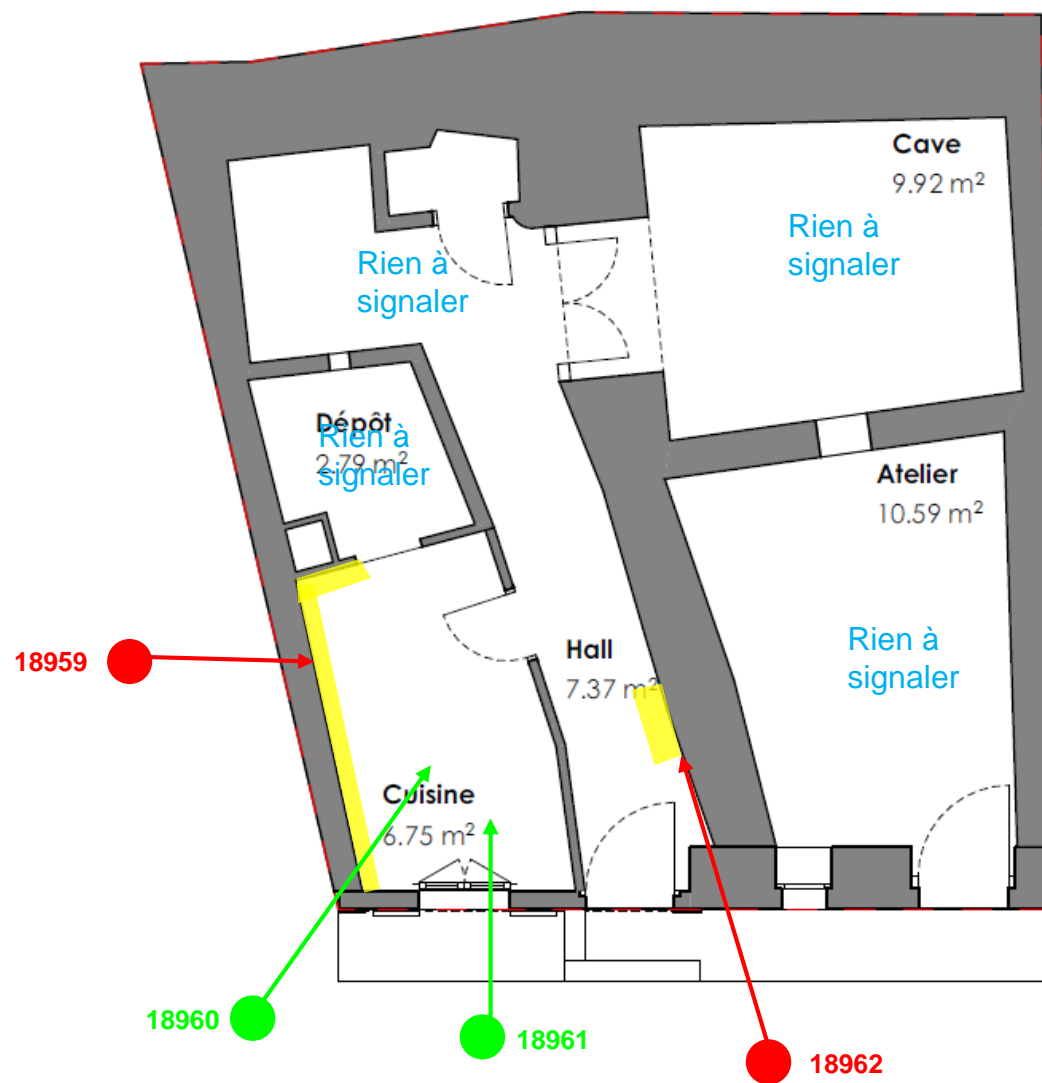 Cave
9.92 m²
Rien à
signaler
Rien à
signaler
Dépôt
2.79 m²
Rien à
signaler
Atelier
10.59 m²
Rien à
signaler
Hall
7.37 m²
18959
Cuisine
6.75 m²
18960
18961
18962